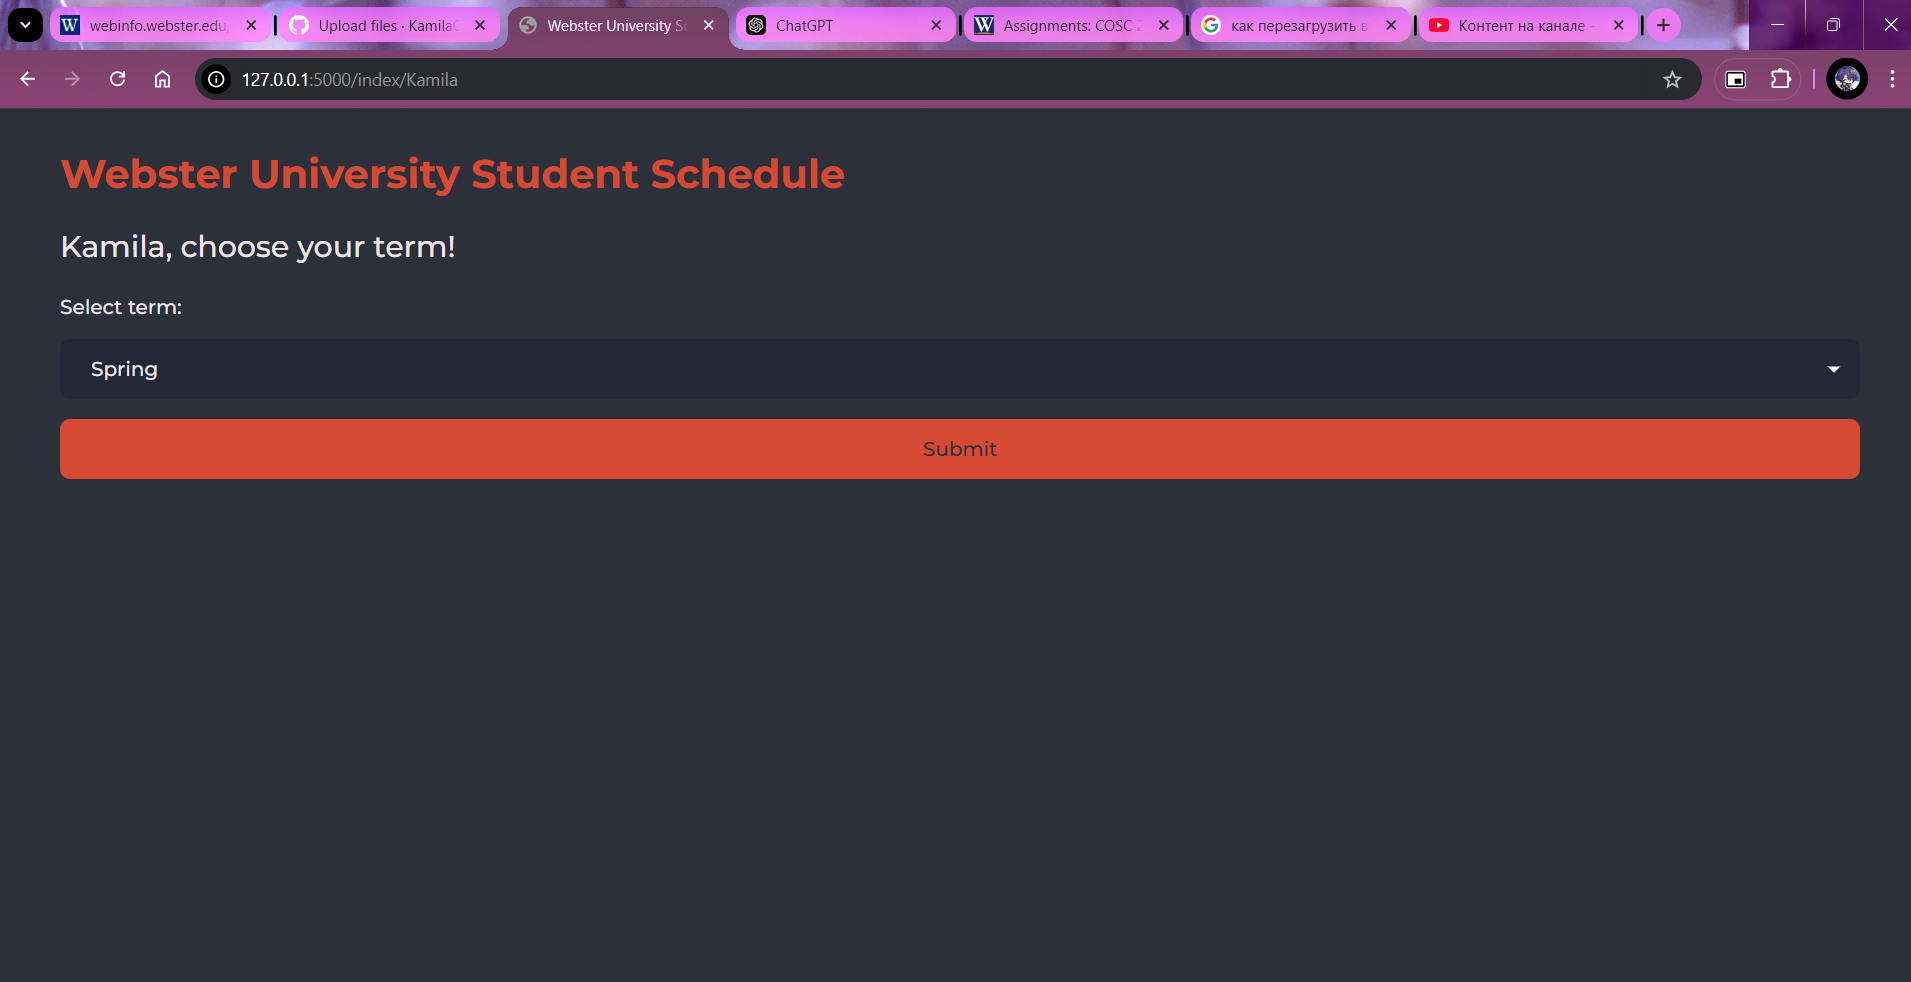 webinfo.webster.edu
Upload files · Kamila
Webster University
ChatGPT
Assignments: COSC
как перезагрузить в
Контент на канале -
127.0.0.1:5000/index/Kamila
Webster University Student Schedule
Kamila, choose your term!
Select term:
Spring
Submit